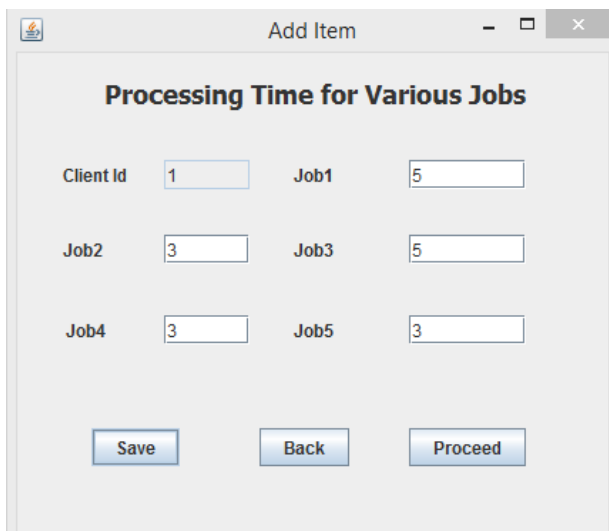 Add Item
Processing Time for Various Jobs
Client Id 1 Job1 5
Job2 3 Job3 5
Job4 3 Job5 3
Save Back Proceed